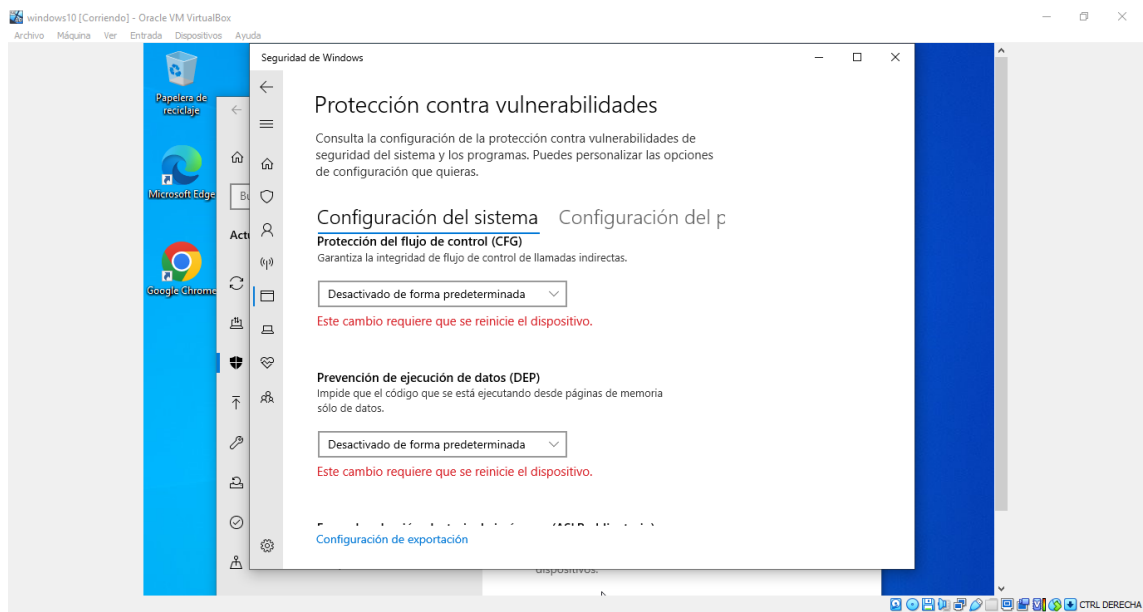 windows10 [Corriendo] - Oracle VM VirtualBox
Archivo Máquina Ver Entrada Dispositivos Ayuda
Papelera de
reciclaje
Microsoft Edge
Google Chrome
Bu
Actu
Seguridad de Windows
Protección contra vulnerabilidades
Consulta la configuración de la protección contra vulnerabilidades de
seguridad del sistema y los programas. Puedes personalizar las opciones
de configuración que quieras.
Configuración del sistema Configuración del p
Protección del flujo de control (CFG)
Garantiza la integridad de flujo de control de llamadas indirectas.
Desactivado de forma predeterminada
Este cambio requiere que se reinicie el dispositivo.
Prevención de ejecución de datos (DEP)
Impide que el código que se está ejecutando desde páginas de memoria
sólo de datos.
Desactivado de forma predeterminada
Este cambio requiere que se reinicie el dispositivo.
Configuración de exportación
dispositivos.
CTRL DERECHA